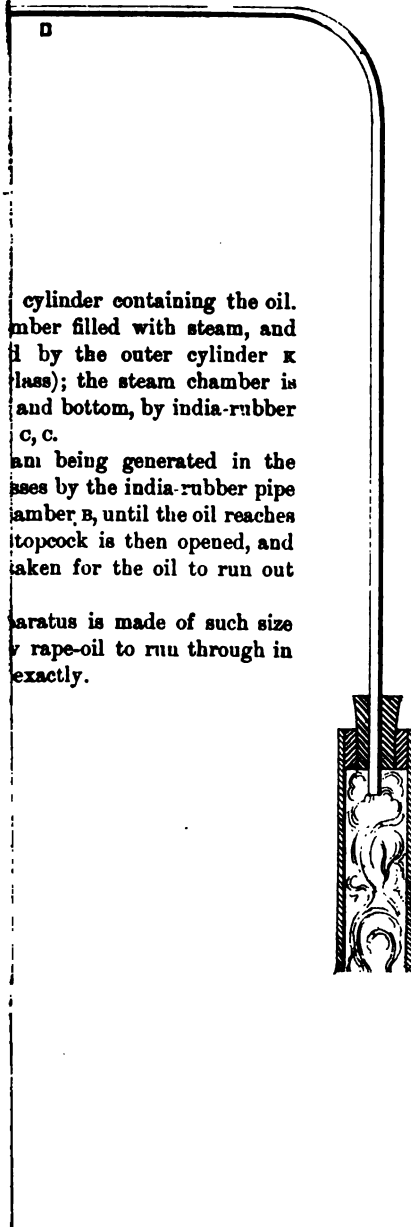 D
cylinder containing the oil.
mber filled with steam, and
by the outer cylinder K
lass); the steam chamber is
and bottom, by india-rubber
C, C.
am being generated in the
sses by the india-rubber pipe
amber B, until the oil reaches
topcock is then opened, and
taken for the oil to run out
aratus is made of such size
rape-oil to run through in
exactly.